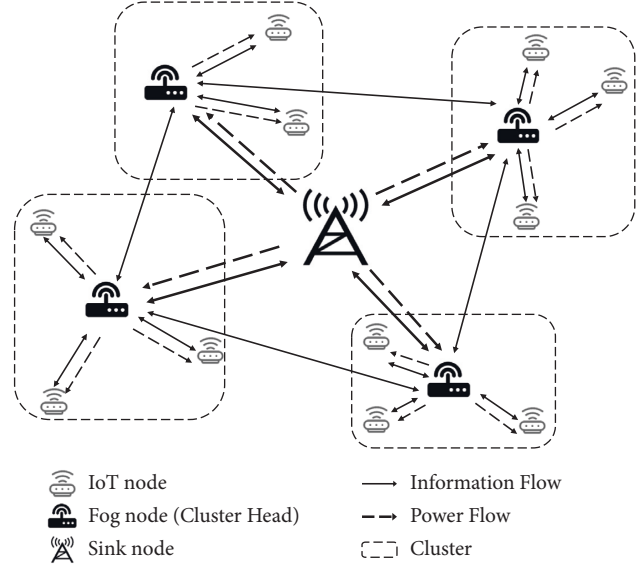 IoT node
Fog node (Cluster Head)
Sink node
Information Flow
Power Flow
Cluster